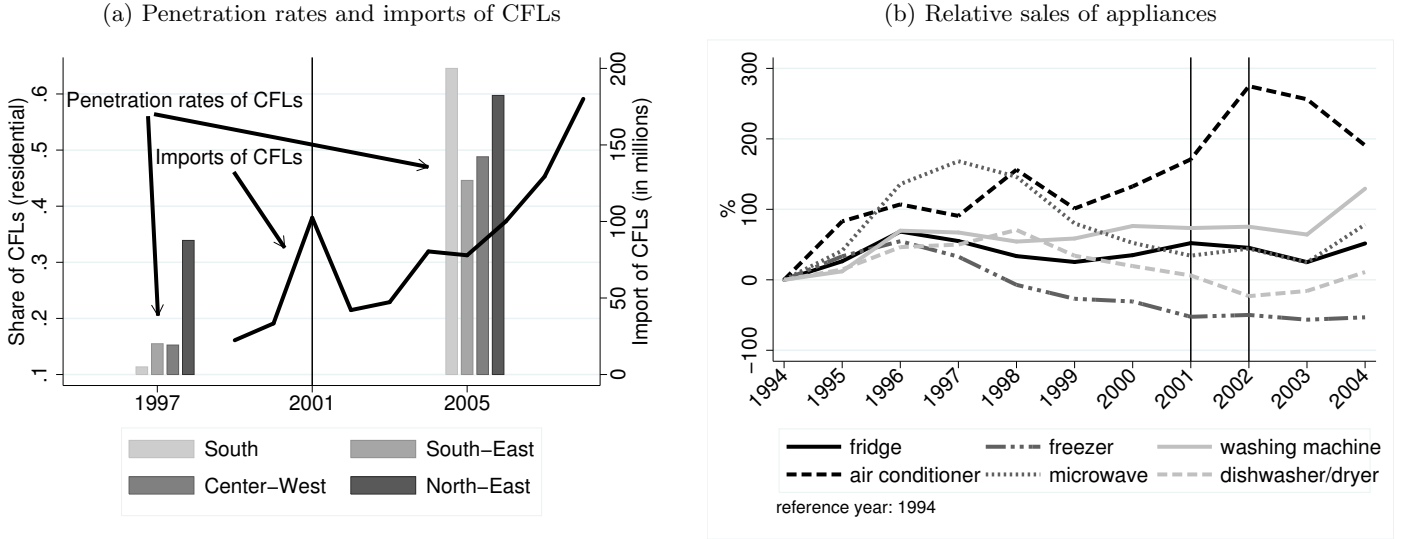 (a) Penetration rates and imports of CFLs
Share of CFLs (residential)
.6
.5
.4
.3
.2
.1
Penetration rates of CFLs
Imports of CFLs
200
150
100
50
0
Import of CFLs (in millions)
1997 2001 2005
South South−East
Center−West North−East
(b) Relative sales of appliances
%
300
200
100
0
−100
1994 1995 1996 1997 1998 1999 2000 2001 2002 2003 2004
fridge freezer washing machine
air conditioner microwave dishwasher/dryer
reference year: 1994